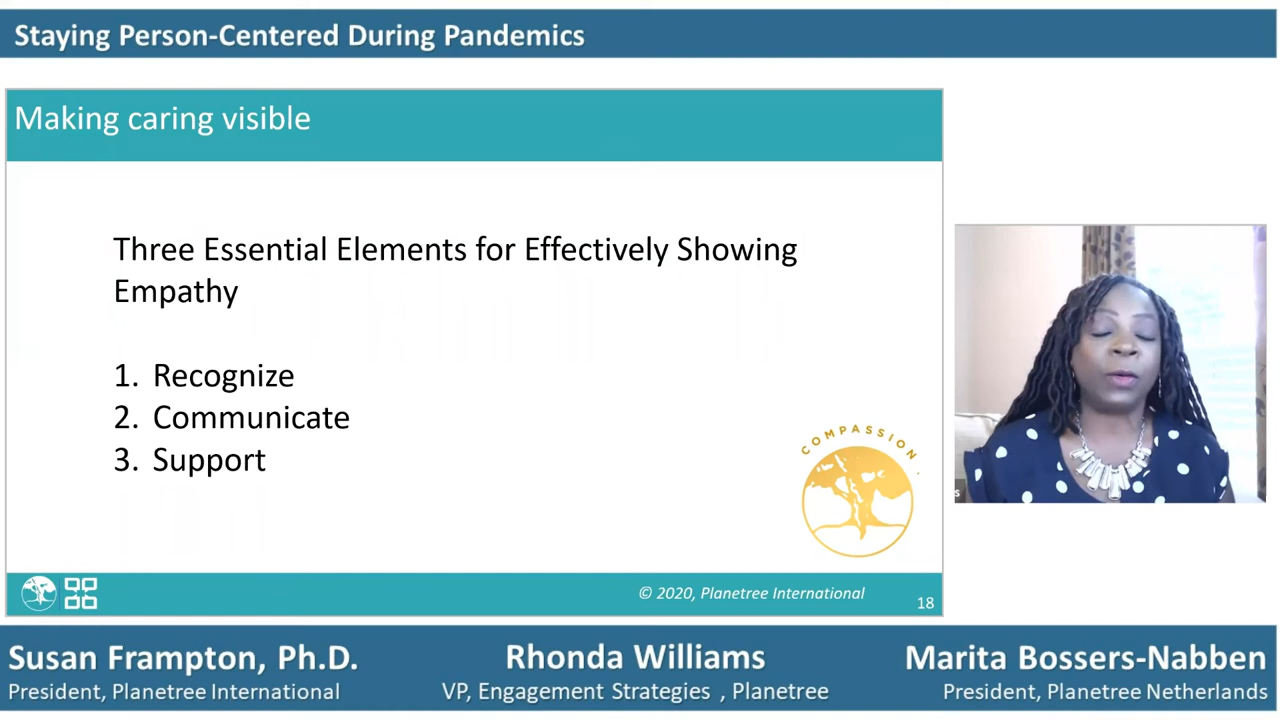 Staying Person-Centered During Pandemics
Making caring visible
Three Essential Elements for Effectively Showing
Empathy
1. Recognize
2. Communicate
3. Support
COMPASSION.
© 2020, Planetree International
18
Susan Frampton, Ph.D.
President, Planetree International
Rhonda Williams
VP, Engagement Strategies , Planetree
Marita Bossers-Nabben
President, Planetree Netherlands